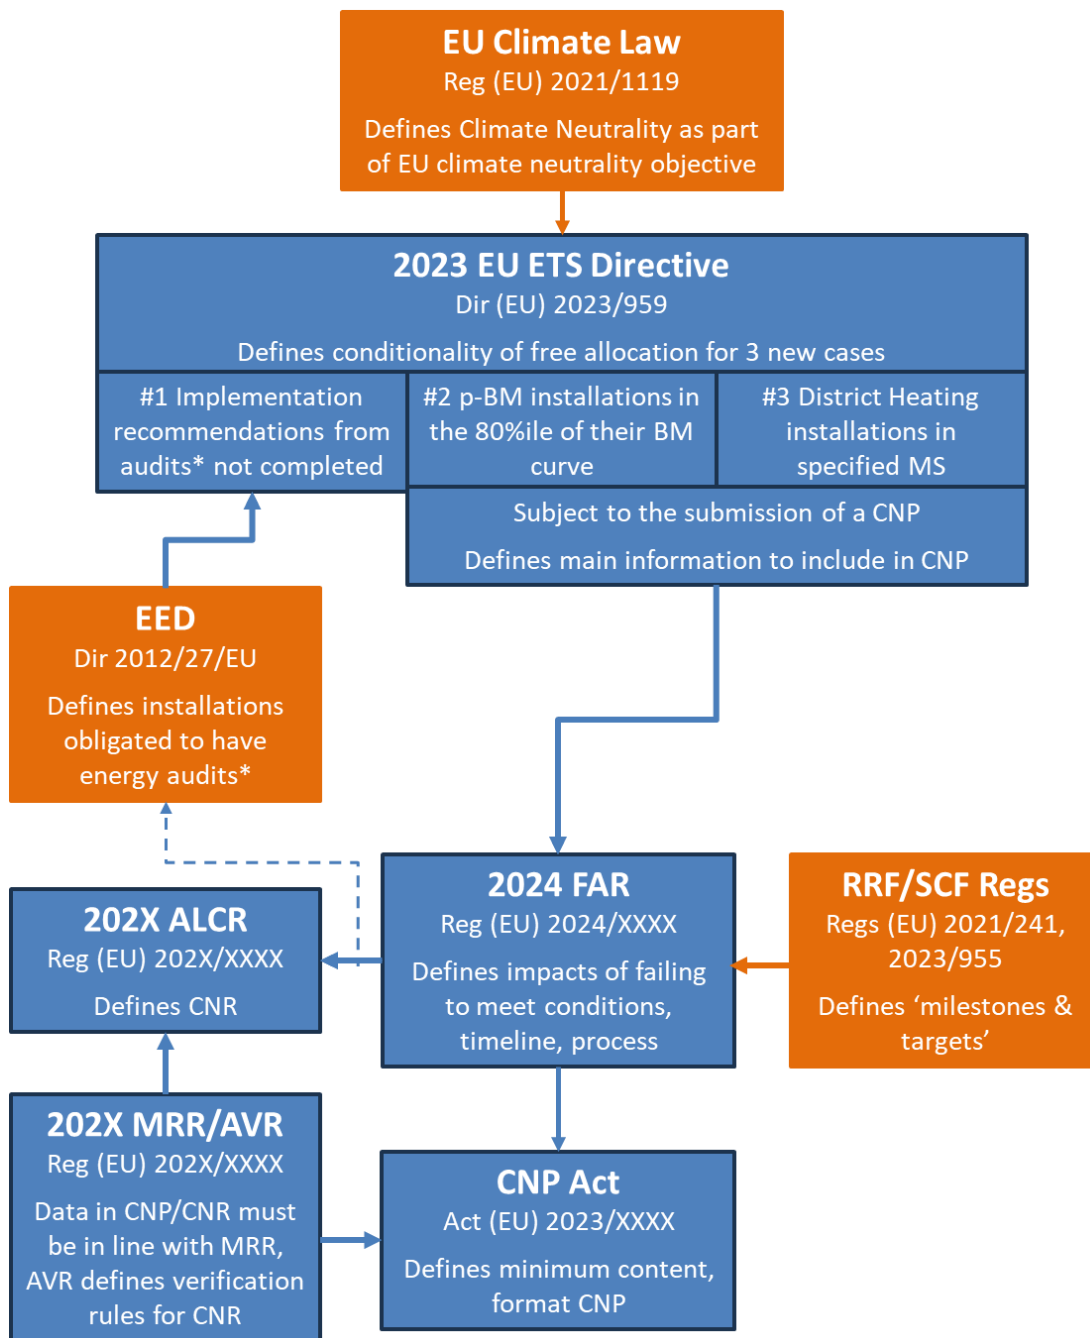 EU Climate Law
Reg (EU) 2021/1119
Defines Climate Neutrality as part
of EU climate neutrality objective
2023 EU ETS Directive
Dir (EU) 2023/959
Defines conditionality of free allocation for 3 new cases
#1 Implementation
recommendations from
audits* not completed
#2 p-BM installations in
the 80%ile of their BM
curve
#3 District Heating
installations in
specified MS
Subject to the submission of a CNP
Defines main information to include in CNP
EED
Dir 2012/27/EU
Defines installations
obligated to have
energy audits*
202X ALCR
Reg (EU) 202X/XXXX
Defines CNR
2024 FAR
Reg (EU) 2024/XXXX
Defines impacts of failing
to meet conditions,
timeline, process
RRF/SCF Regs
Regs (EU) 2021/241,
2023/955
Defines ‘milestones &
targets’
202X MRR/AVR
Reg (EU) 202X/XXXX
Data in CNP/CNR must
be in line with MRR,
AVR defines verification
rules for CNR
CNP Act
Act (EU) 2023/XXXX
Defines minimum content,
format CNP